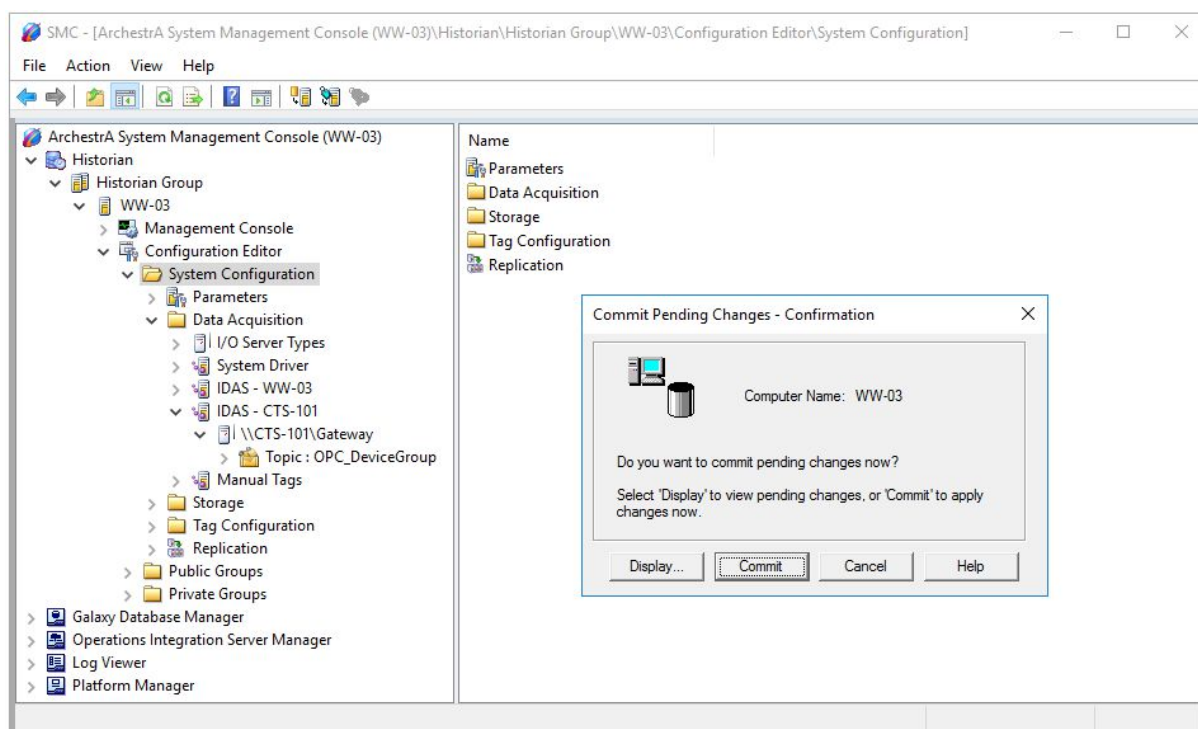 SMC - [ArchestrA System Management Console (WW-03)\Historian\Historian Group\WW-03\Configuration Editor\System Configuration]
File Action View Help
ArchestrA System Management Console (WW-03)
Historian
Historian Group
WW-03
Management Console
Configuration Editor
System Configuration
Parameters
Data Acquisition
I/O Server Types
System Driver
IDAS - WW-03
IDAS - CTS-101
\\CTS-101\Gateway
Topic : OPC_DeviceGroup
Manual Tags
Storage
Tag Configuration
Replication
Public Groups
Private Groups
Galaxy Database Manager
Operations Integration Server Manager
Log Viewer
Platform Manager
Name
Parameters
Data Acquisition
Storage
Tag Configuration
Replication
Commit Pending Changes - Confirmation
Computer Name: WW-03
Do you want to commit pending changes now?
Select 'Display' to view pending changes, or 'Commit' to apply
changes now.
Display... Commit Cancel Help